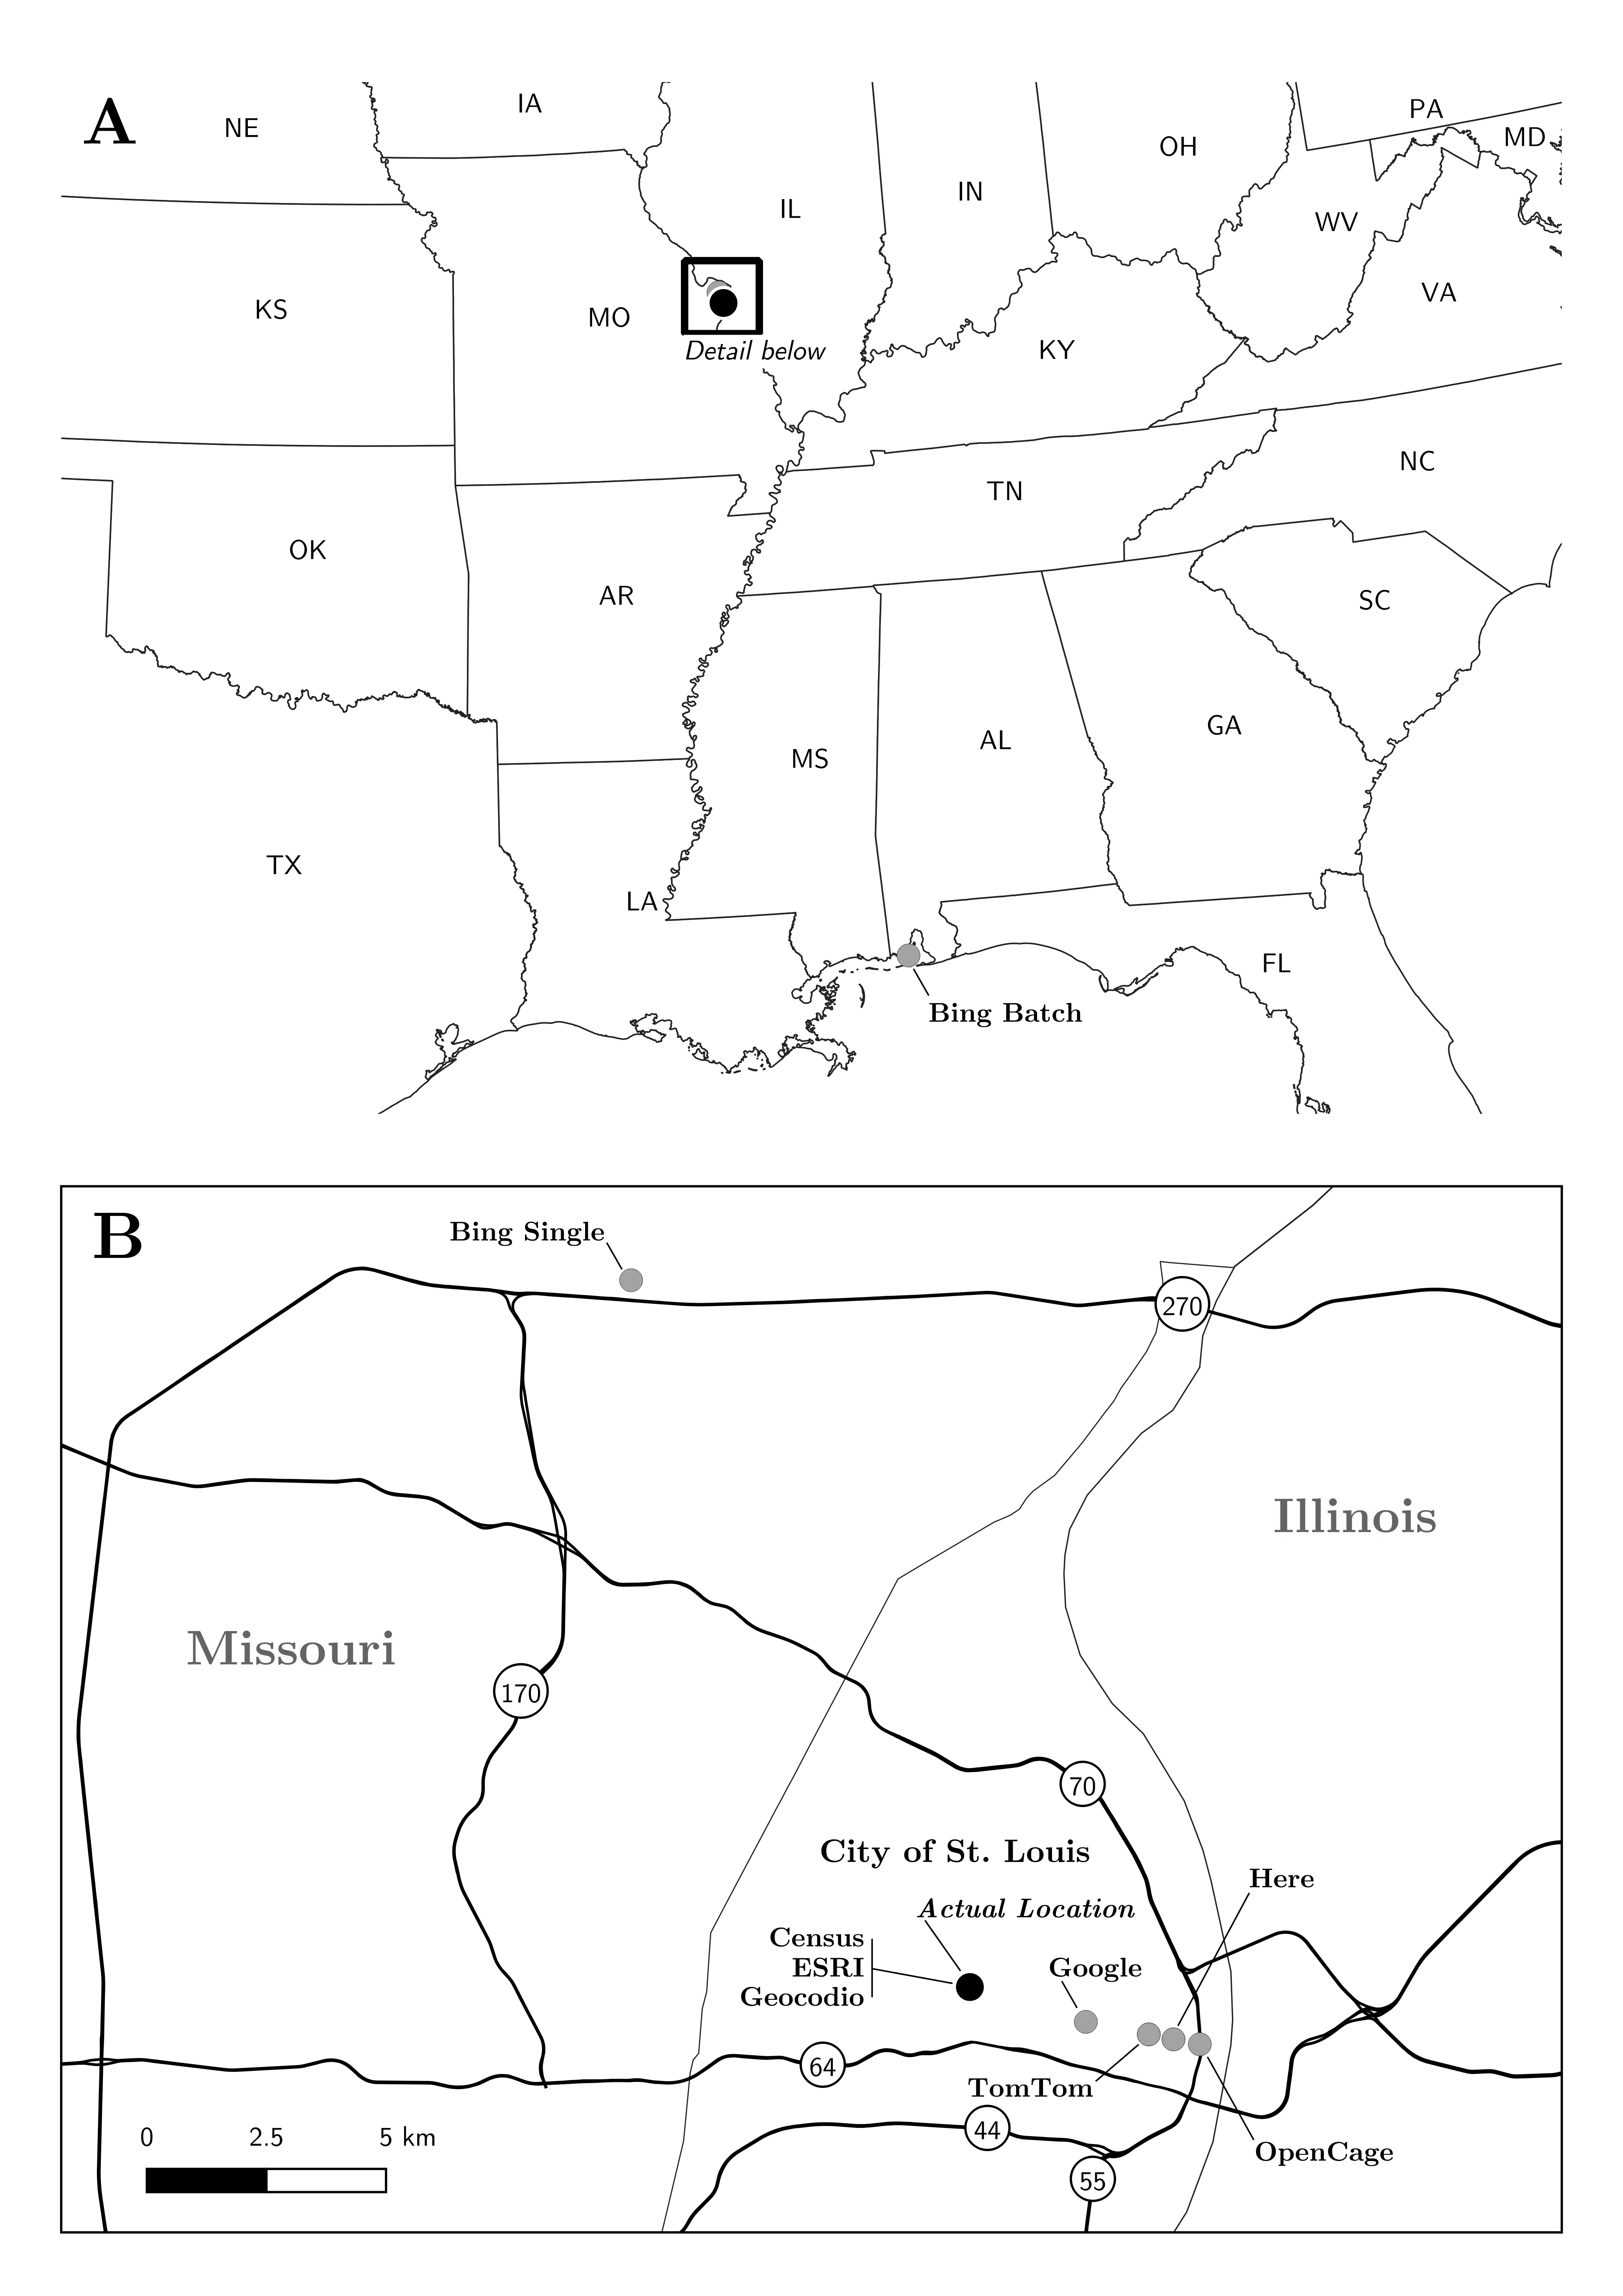 A
NE
IA
PA
MD
OH
IN
IL
WV
KS
MO
VA
Detail below
KY
NC
TN
OK
AR
SC
GA
AL
MS
TX
LA
FL
Bing Batch
B
Bing Single
270
Illinois
Missouri
170
70
City of St. Louis
Here
Actual Location
Census
ESRI
Geocodio
Google
64
TomTom
44
0 2.5 5 km
OpenCage
55